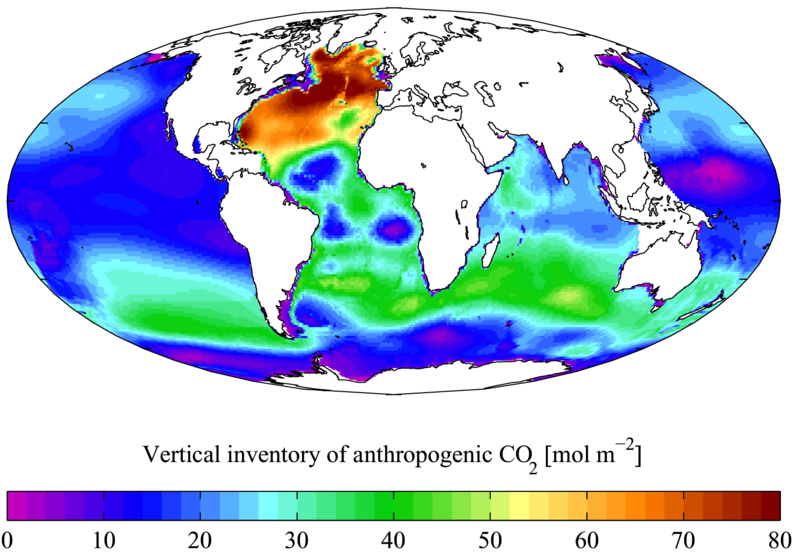 Vertical inventory of anthropogenic CO₂ [mol m⁻²]
0 10 20 30 40 50 60 70 80